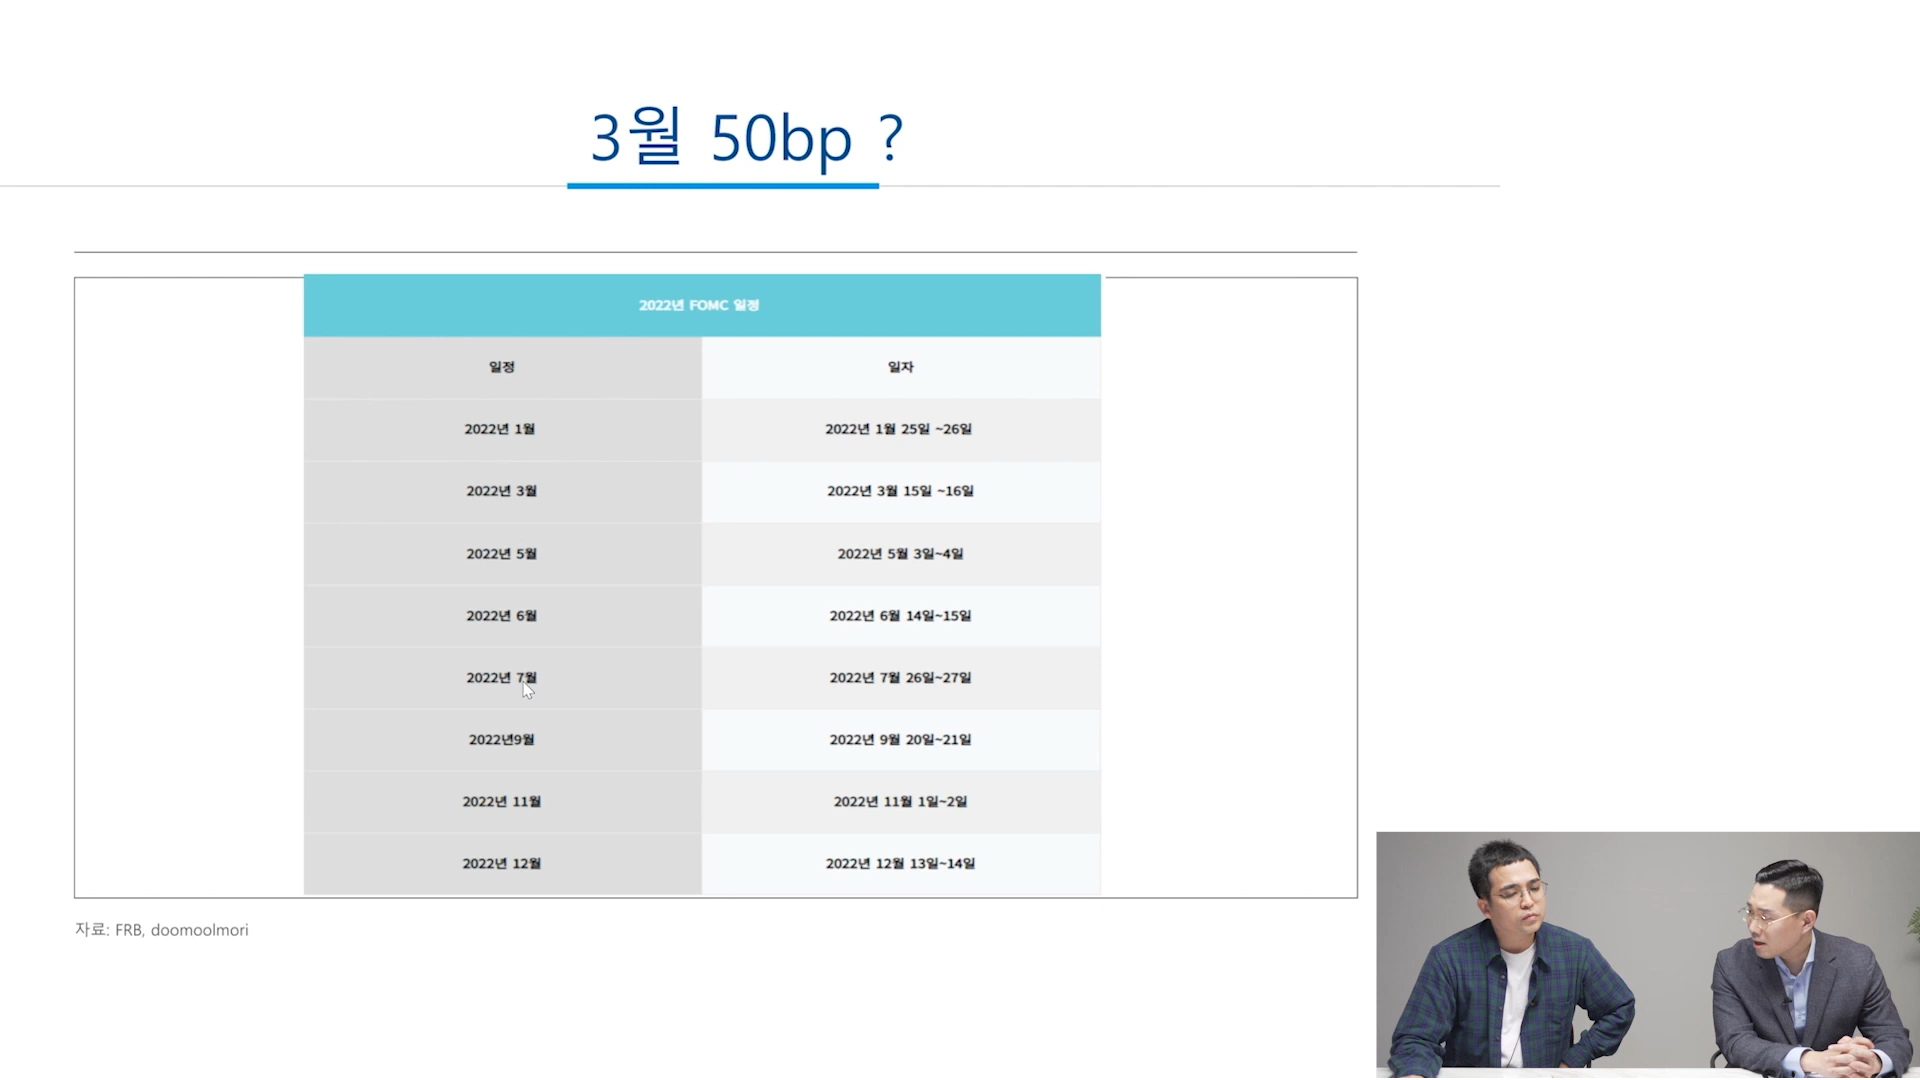 3월 50bp ?
2022년 FOMC 일정
일정 일자
2022년 1월 2022년 1월 25일 ~26일
2022년 3월 2022년 3월 15일 ~16일
2022년 5월 2022년 5월 3일~4일
2022년 6월 2022년 6월 14일~15일
2022년 7월 2022년 7월 26일~27일
2022년9월 2022년 9월 20일~21일
2022년 11월 2022년 11월 1일~2일
2022년 12월 2022년 12월 13일~14일
자료: FRB, doomoolmori